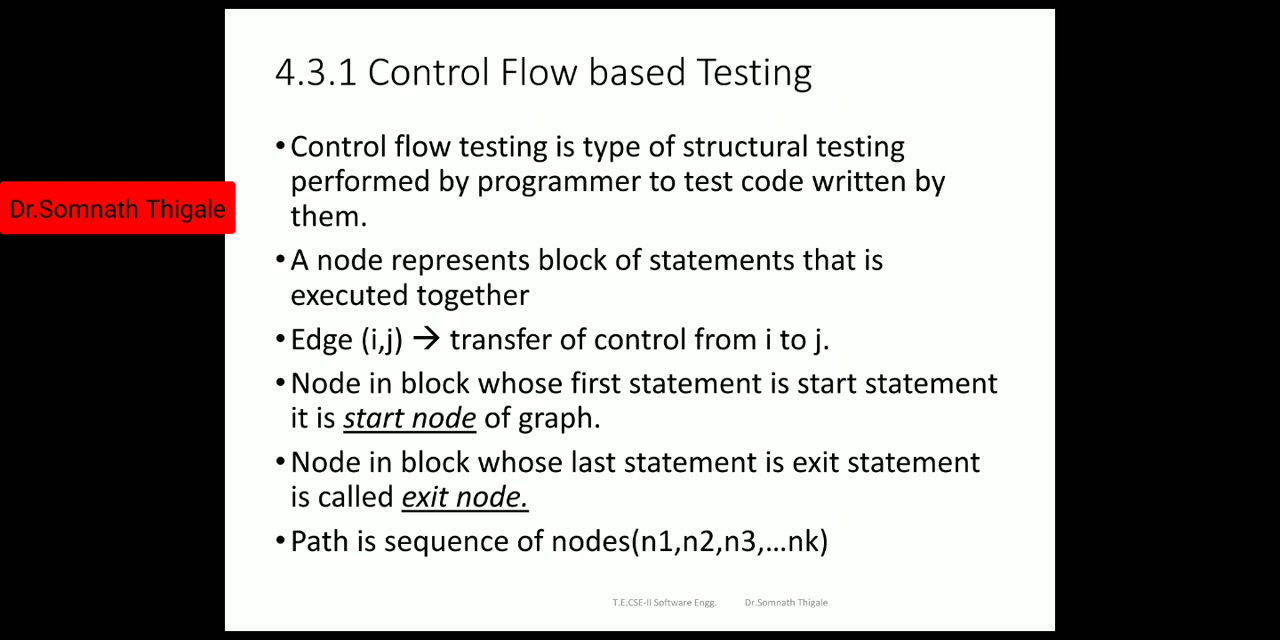 4.3.1 Control Flow based Testing
•Control flow testing is type of structural testing
performed by programmer to test code written by
them.
Dr.Somnath Thigale
•A node represents block of statements that is
executed together
•Edge (i,j) → transfer of control from i to j.
•Node in block whose first statement is start statement
it is start node of graph.
•Node in block whose last statement is exit statement
is called exit node.
•Path is sequence of nodes(n1,n2,n3,...nk)
T.E.CSE-II Software Engg. Dr.Somnath Thigale